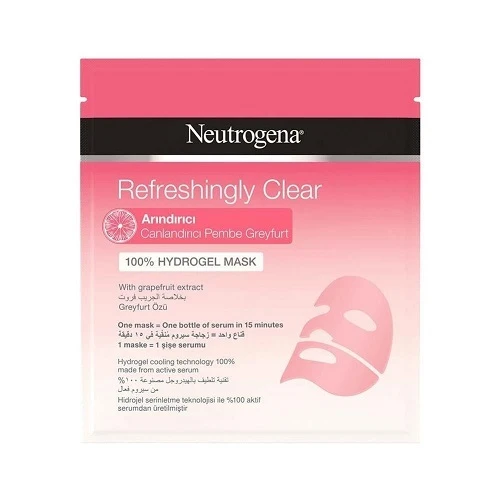 Neutrogena®
Refreshingly Clear
Arındırıcı
Canlandırıcı Pembe Greyfurt
100% HYDROGEL MASK
With grapefruit extract
بخلاصة الجريب فروت
Greyfurt Özü
One mask = One bottle of serum in 15 minutes
قناع واحد = زجاجة سيروم مُنقية في ١٥ دقيقة
1 maske = 1 şişe serumu
Hydrogel cooling technology 100%
made from active serum
تقنية تلطيف بالهيدروجل مصنوعة ١٠٠%
من سيروم فعال
Hidrojel serinletme teknolojisi ile %100 aktif
serumdan üretilmiştir